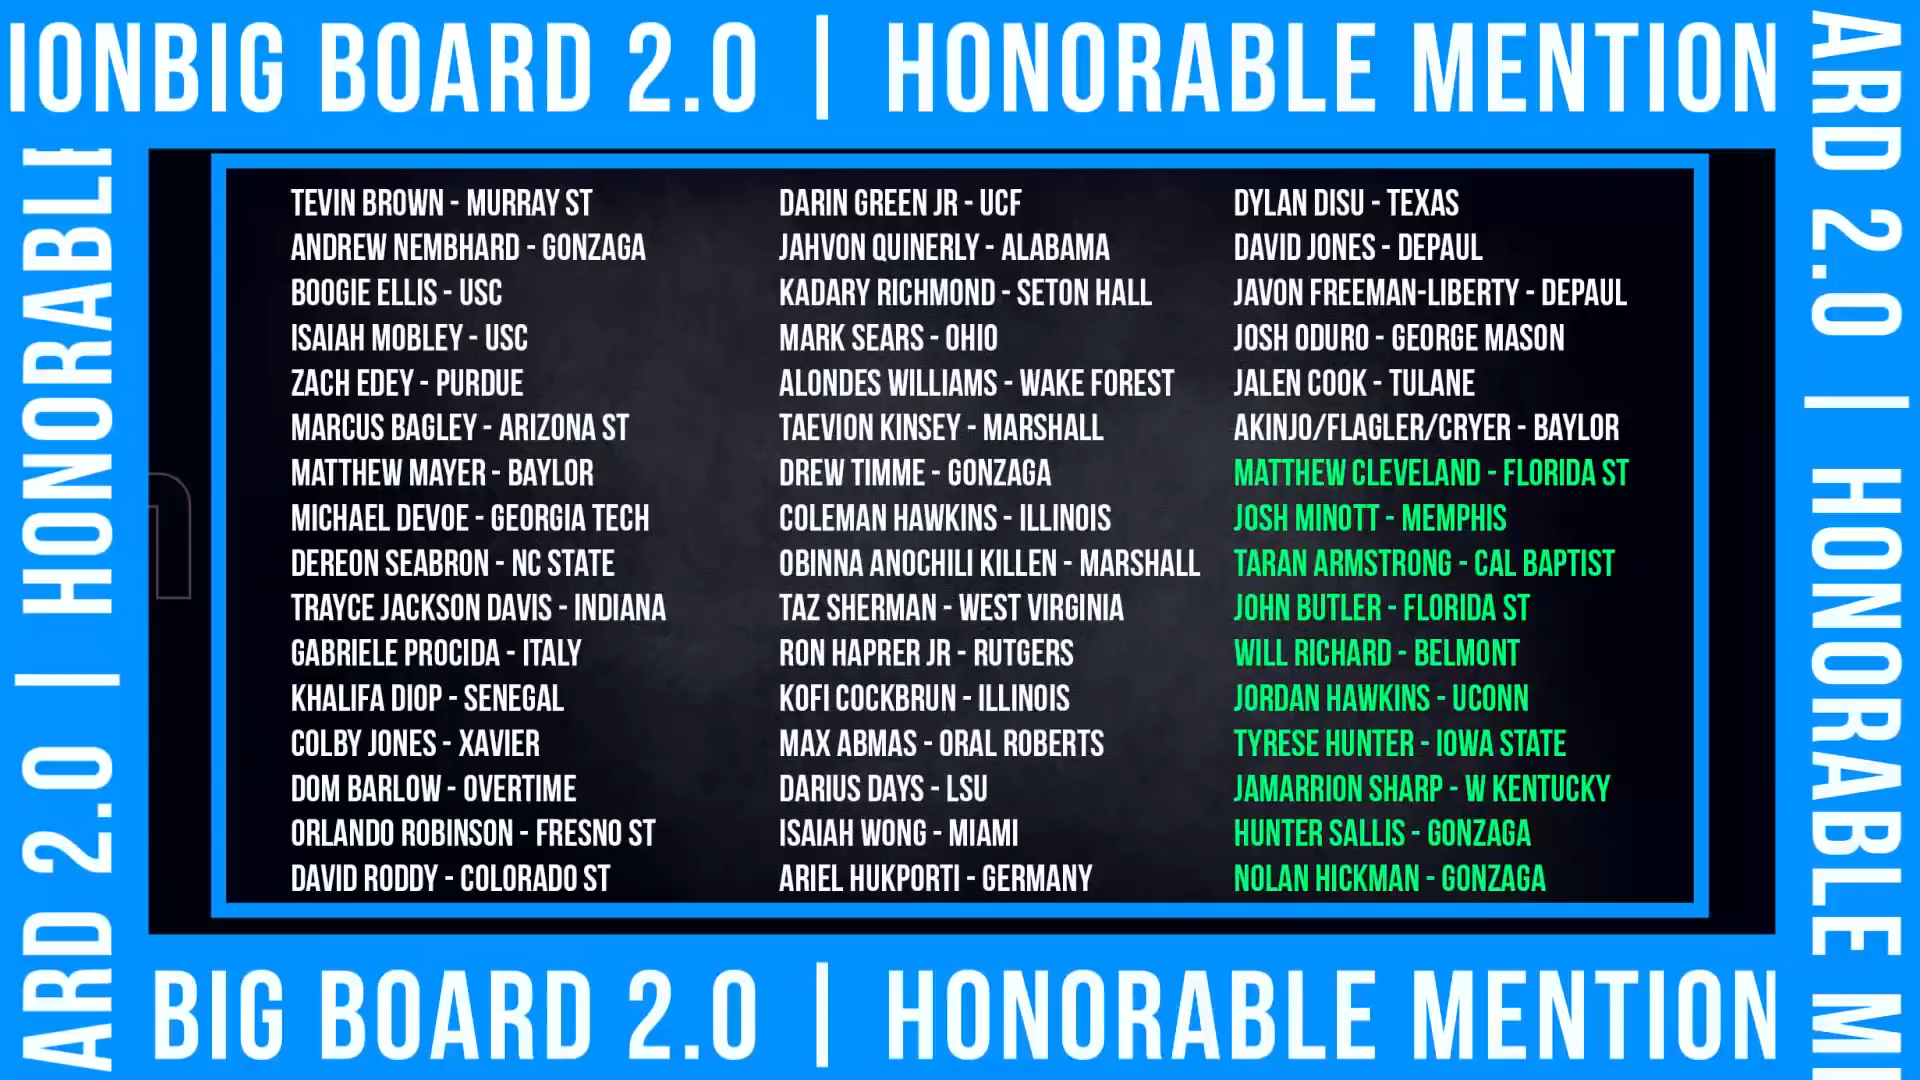 IONBIG BOARD 2.0 | HONORABLE MENTION
ARD 2.0 | HONORABLE
TEVIN BROWN - MURRAY ST
ANDREW NEMBHARD - GONZAGA
BOOGIE ELLIS - USC
ISAIAH MOBLEY - USC
ZACH EDEY - PURDUE
MARCUS BAGLEY - ARIZONA ST
MATTHEW MAYER - BAYLOR
MICHAEL DEVOE - GEORGIA TECH
DEREON SEABRON - NC STATE
TRAYCE JACKSON DAVIS - INDIANA
GABRIELE PROCIDA - ITALY
KHALIFA DIOP - SENEGAL
COLBY JONES - XAVIER
DOM BARLOW - OVERTIME
ORLANDO ROBINSON - FRESNO ST
DAVID RODDY - COLORADO ST
DARIN GREEN JR - UCF
JAHVON QUINERLY - ALABAMA
KADARY RICHMOND - SETON HALL
MARK SEARS - OHIO
ALONDES WILLIAMS - WAKE FOREST
TAEVION KINSEY - MARSHALL
DREW TIMME - GONZAGA
COLEMAN HAWKINS - ILLINOIS
OBINNA ANOCHILI KILLEN - MARSHALL
TAZ SHERMAN - WEST VIRGINIA
RON HAPRER JR - RUTGERS
KOFI COCKBRUN - ILLINOIS
MAX ABMAS - ORAL ROBERTS
DARIUS DAYS - LSU
ISAIAH WONG - MIAMI
ARIEL HUKPORTI - GERMANY
DYLAN DISU - TEXAS
DAVID JONES - DEPAUL
JAVON FREEMAN-LIBERTY - DEPAUL
JOSH ODURO - GEORGE MASON
JALEN COOK - TULANE
AKINJO/FLAGLER/CRYER - BAYLOR
MATTHEW CLEVELAND - FLORIDA ST
JOSH MINOTT - MEMPHIS
TARAN ARMSTRONG - CAL BAPTIST
JOHN BUTLER - FLORIDA ST
WILL RICHARD - BELMONT
JORDAN HAWKINS - UCONN
TYRESE HUNTER - IOWA STATE
JAMARRION SHARP - W KENTUCKY
HUNTER SALLIS - GONZAGA
NOLAN HICKMAN - GONZAGA
ARD 2.0 | HONORABLE MI
BIG BOARD 2.0 | HONORABLE MENTION